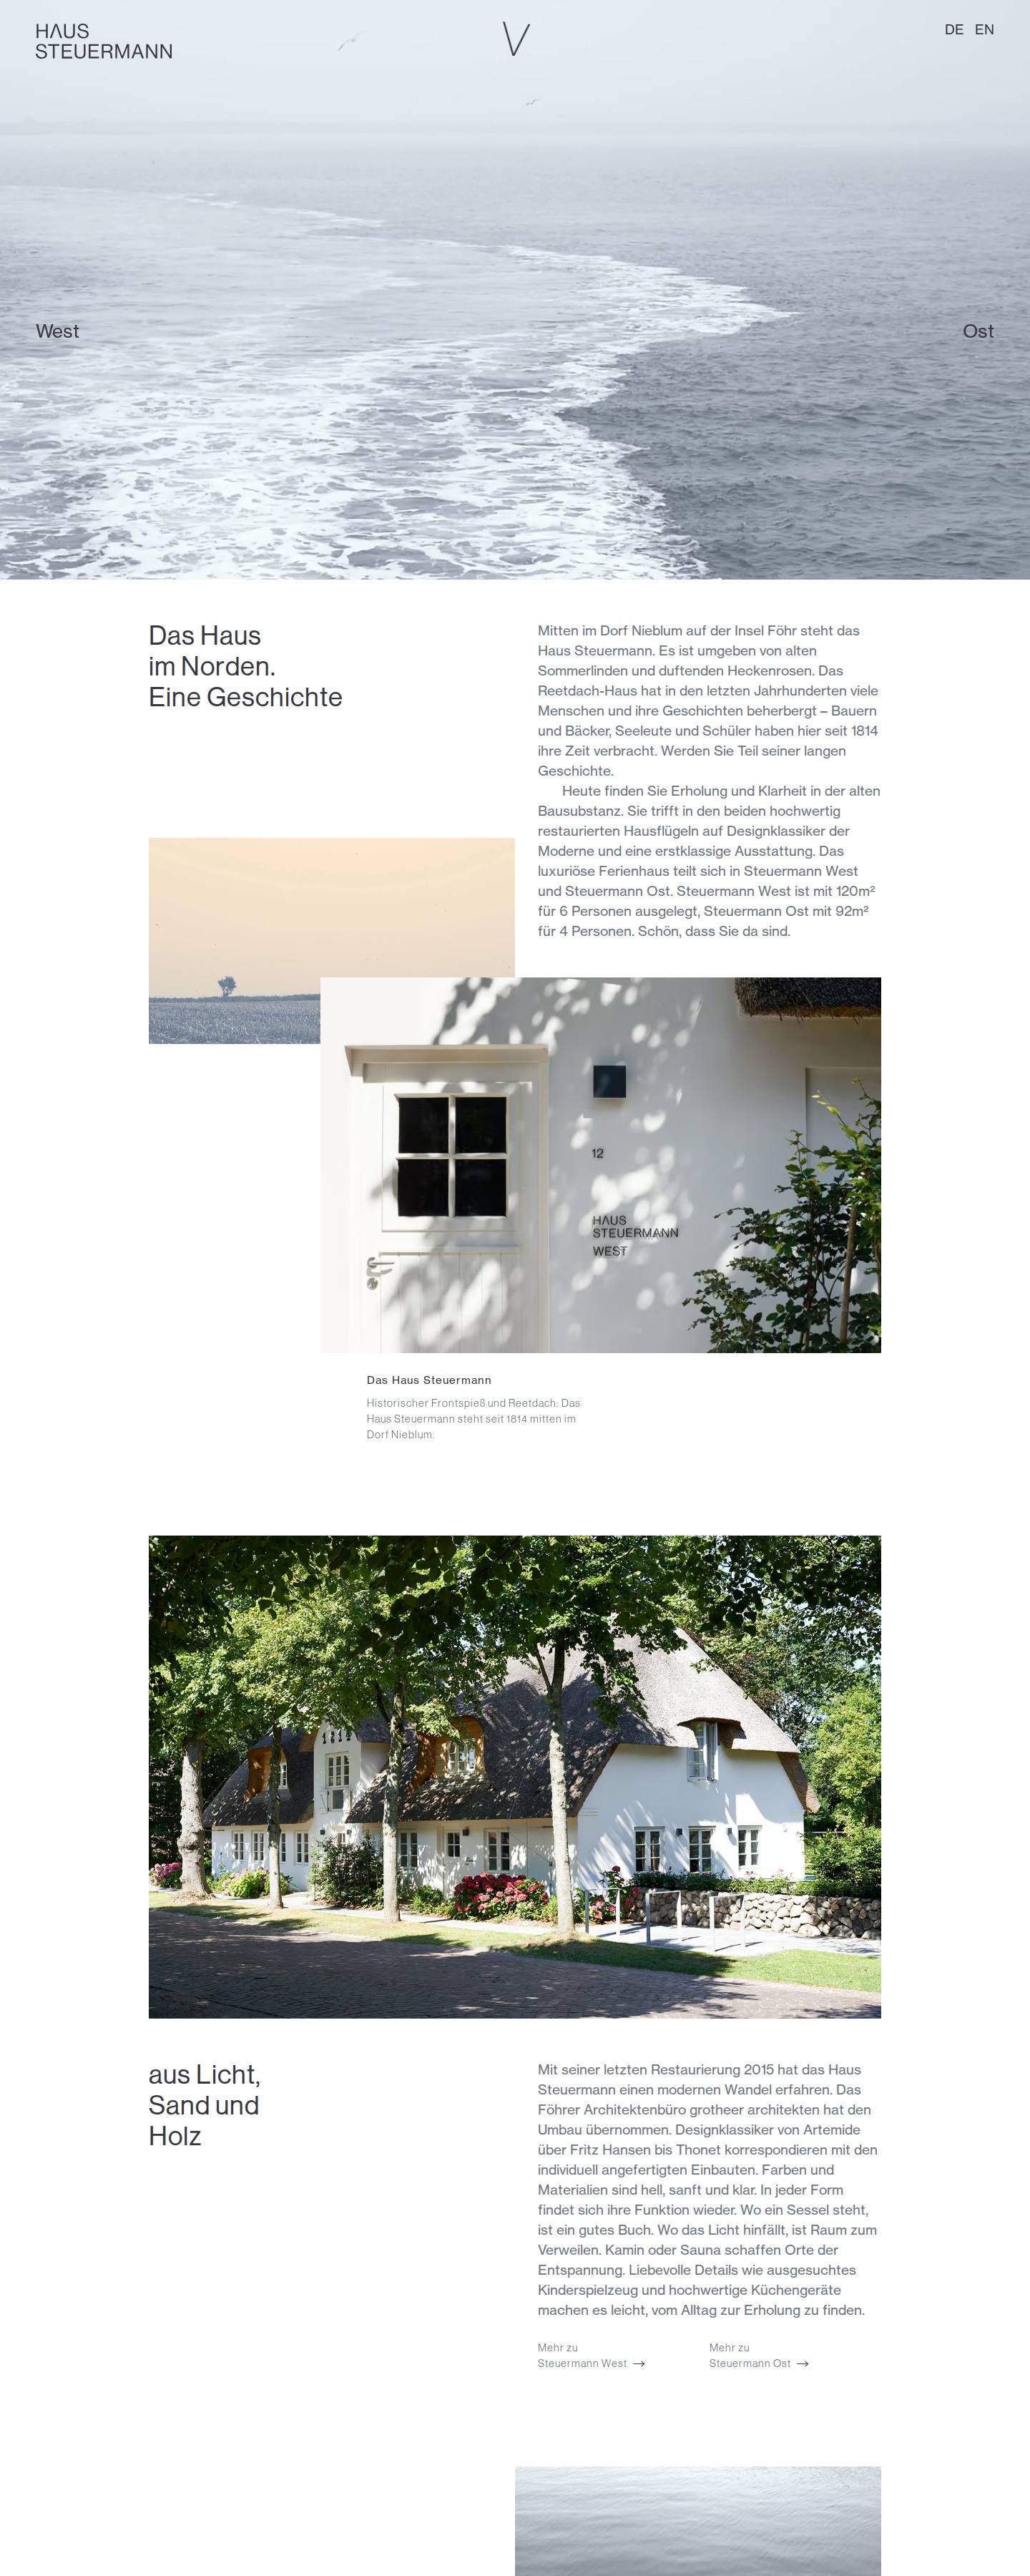 HAUS
STEUERMANN
DE EN
West
Ost
Das Haus
im Norden.
Eine Geschichte
Mitten im Dorf Nieblum auf der Insel Föhr steht das
Haus Steuermann. Es ist umgeben von alten
Sommerlinden und duftenden Heckenrosen. Das
Reetdach-Haus hat in den letzten Jahrhunderten viele
Menschen und ihre Geschichten beherbergt – Bauern
und Bäcker, Seeleute und Schüler haben hier seit 1814
ihre Zeit verbracht. Werden Sie Teil seiner langen
Geschichte.
Heute finden Sie Erholung und Klarheit in der alten
Bausubstanz. Sie trifft in den beiden hochwertig
restaurierten Hausflügeln auf Designklassiker der
Moderne und eine erstklassige Ausstattung. Das
luxuriöse Ferienhaus teilt sich in Steuermann West
und Steuermann Ost. Steuermann West ist mit 120m²
für 6 Personen ausgelegt, Steuermann Ost mit 92m²
für 4 Personen. Schön, dass Sie da sind.
12
HAUS
STEUERMANN
WEST
Das Haus Steuermann
Historischer Frontspieß und Reetdach: Das
Haus Steuermann steht seit 1814 mitten im
Dorf Nieblum.
aus Licht,
Sand und
Holz
Mit seiner letzten Restaurierung 2015 hat das Haus
Steuermann einen modernen Wandel erfahren. Das
Föhrer Architektenbüro grotheer architekten hat den
Umbau übernommen. Designklassiker von Artemide
über Fritz Hansen bis Thonet korrespondieren mit den
individuell angefertigten Einbauten. Farben und
Materialien sind hell, sanft und klar. In jeder Form
findet sich ihre Funktion wieder. Wo ein Sessel steht,
ist ein gutes Buch. Wo das Licht hinfällt, ist Raum zum
Verweilen. Kamin oder Sauna schaffen Orte der
Entspannung. Liebevolle Details wie ausgesuchtes
Kinderspielzeug und hochwertige Küchengeräte
machen es leicht, vom Alltag zur Erholung zu finden.
Mehr zu
Steuermann West →
Mehr zu
Steuermann Ost →